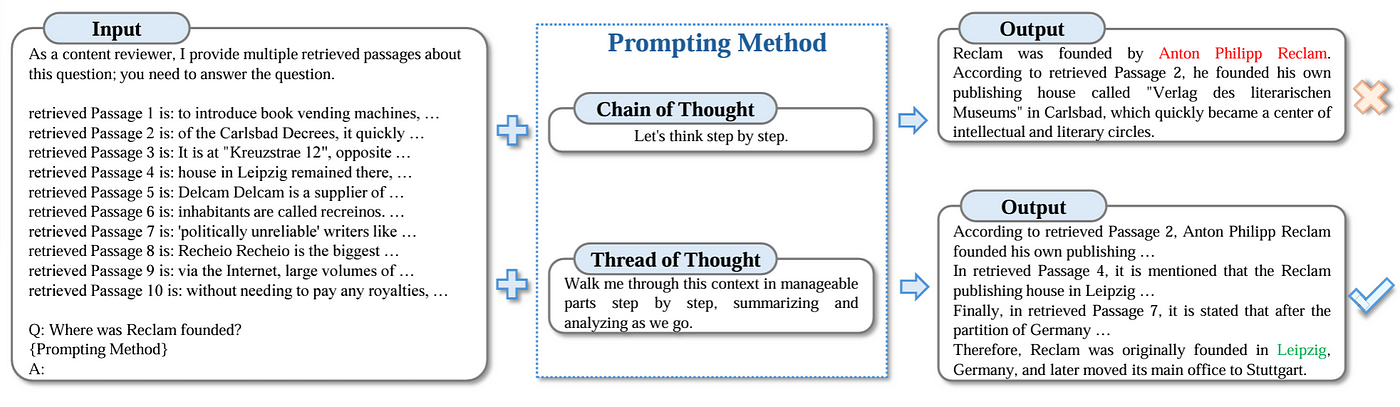 Input
As a content reviewer, I provide multiple retrieved passages about
this question; you need to answer the question.
retrieved Passage 1 is: to introduce book vending machines, …
retrieved Passage 2 is: of the Carlsbad Decrees, it quickly …
retrieved Passage 3 is: It is at "Kreuzstrae 12", opposite …
retrieved Passage 4 is: house in Leipzig remained there, …
retrieved Passage 5 is: Delcam Delcam is a supplier of …
retrieved Passage 6 is: inhabitants are called recreinos. …
retrieved Passage 7 is: 'politically unreliable' writers like …
retrieved Passage 8 is: Recheio Recheio is the biggest …
retrieved Passage 9 is: via the Internet, large volumes of …
retrieved Passage 10 is: without needing to pay any royalties, …
Q: Where was Reclam founded?
{Prompting Method}
A:
Prompting Method
Chain of Thought
Let's think step by step.
Thread of Thought
Walk me through this context in manageable
parts step by step, summarizing and
analyzing as we go.
Output
Reclam was founded by Anton Philipp Reclam.
According to retrieved Passage 2, he founded his own
publishing house called "Verlag des literarischen
Museums" in Carlsbad, which quickly became a center of
intellectual and literary circles.
Output
According to retrieved Passage 2, Anton Philipp Reclam
founded his own publishing …
In retrieved Passage 4, it is mentioned that the Reclam
publishing house in Leipzig …
Finally, in retrieved Passage 7, it is stated that after the
partition of Germany …
Therefore, Reclam was originally founded in Leipzig,
Germany, and later moved its main office to Stuttgart.